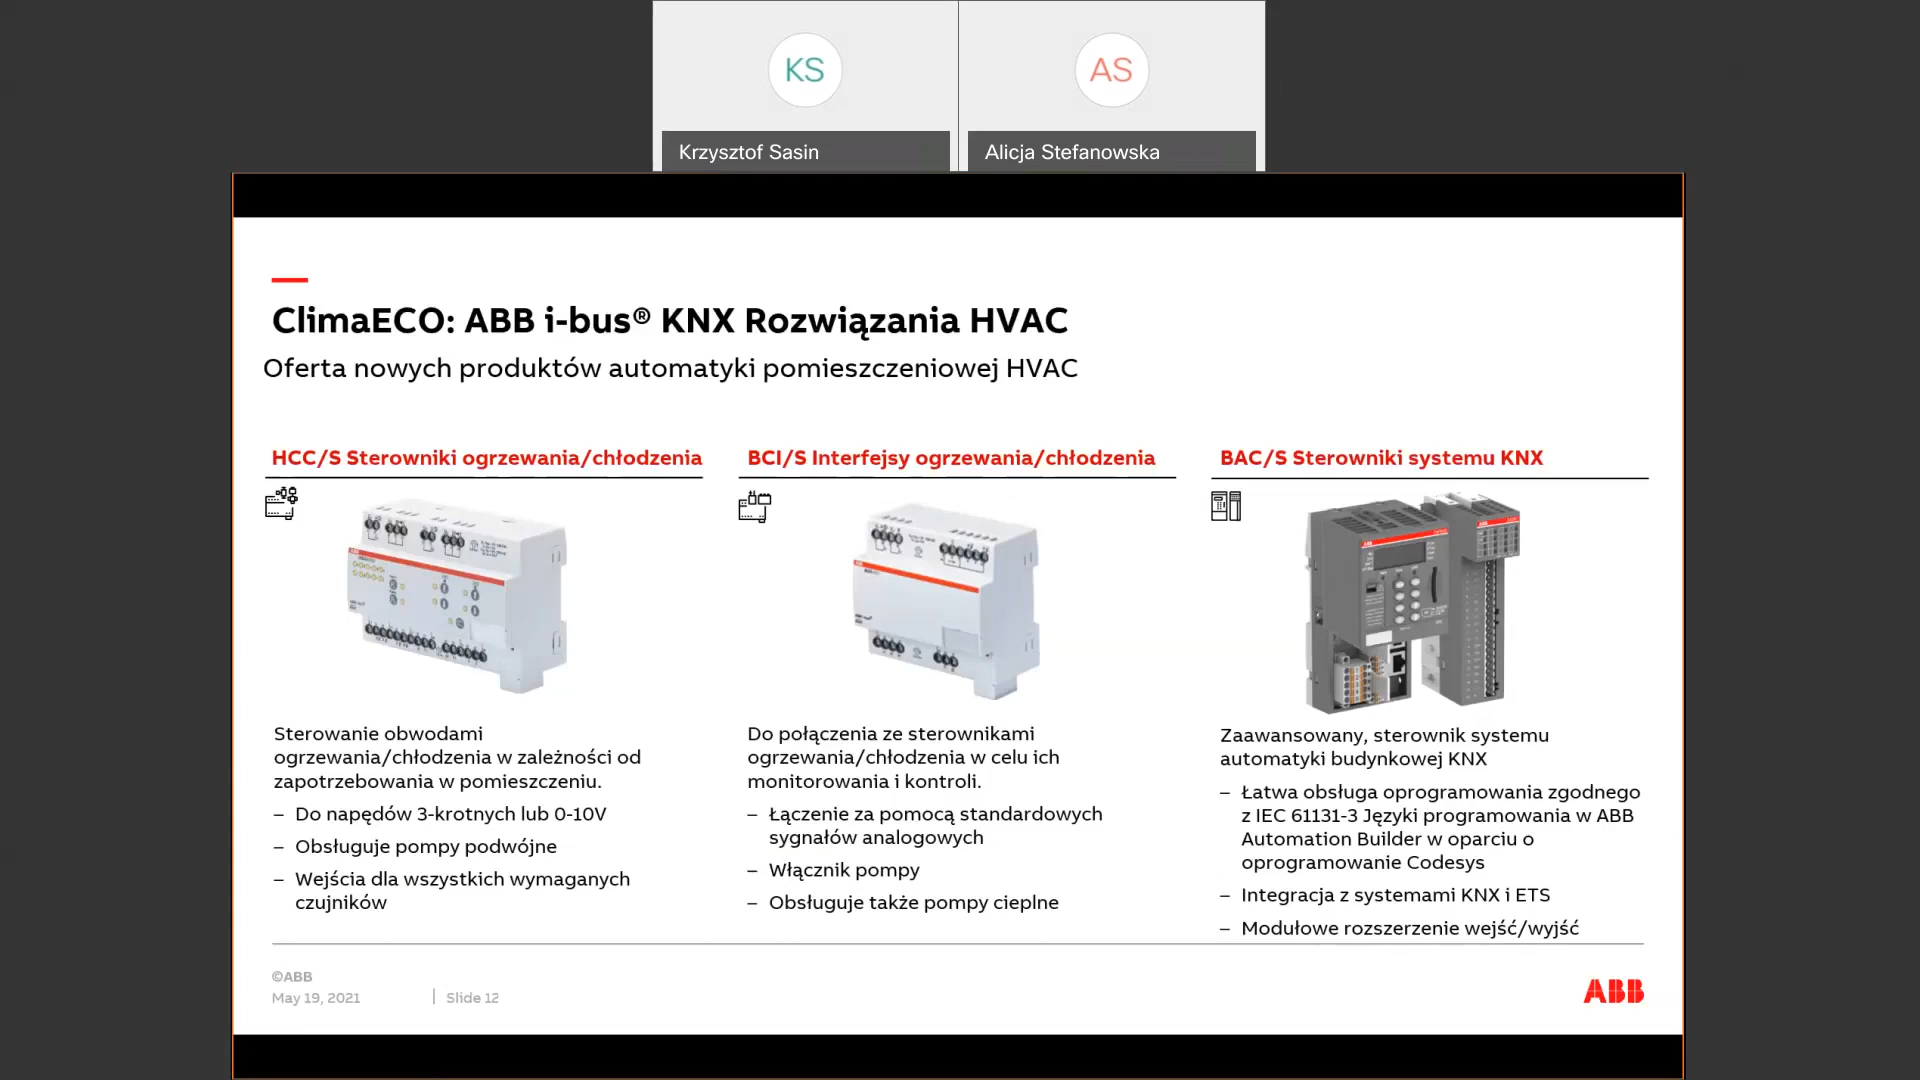 KS
AS
Krzysztof Sasin
Alicja Stefanowska
ClimaECO: ABB i-bus® KNX Rozwiązania HVAC
Oferta nowych produktów automatyki pomieszczeniowej HVAC
HCC/S Sterowniki ogrzewania/chłodzenia
Sterowanie obwodami
ogrzewania/chłodzenia w zależności od
zapotrzebowania w pomieszczeniu.
– Do napędów 3-krotnych lub 0-10V
– Obsługuje pompy podwójne
– Wejścia dla wszystkich wymaganych
czujników
BCI/S Interfejsy ogrzewania/chłodzenia
Do połączenia ze sterownikami
ogrzewania/chłodzenia w celu ich
monitorowania i kontroli.
– Łączenie za pomocą standardowych
sygnałów analogowych
– Włącznik pompy
– Obsługuje także pompy cieplne
BAC/S Sterowniki systemu KNX
Zaawansowany, sterownik systemu
automatyki budynkowej KNX
– Łatwa obsługa oprogramowania zgodnego
z IEC 61131-3 Języki programowania w ABB
Automation Builder w oparciu o
oprogramowanie Codesys
– Integracja z systemami KNX i ETS
– Modułowe rozszerzenie wejść/wyjść
©ABB
May 19, 2021
Slide 12
ABB